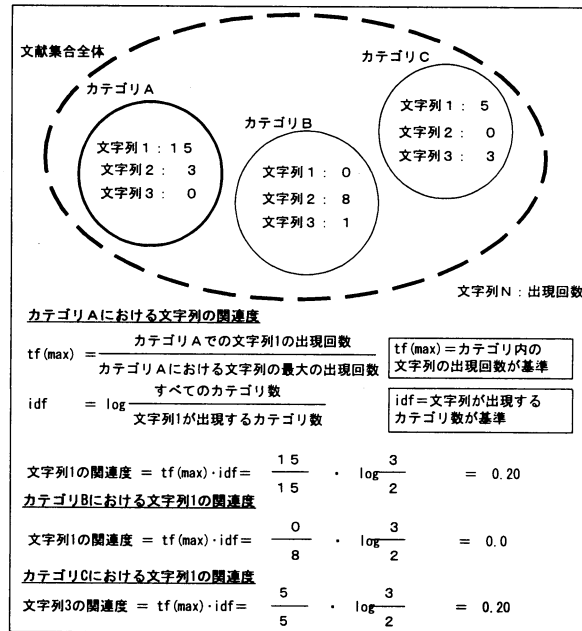 文献集合全体
カテゴリC
カテゴリA
文字列1： 5
カテゴリB
文字列2： 0
文字列1：15
文字列3： 3
文字列2： 3
文字列1： 0
文字列3： 0
文字列2： 8
文字列3： 1
文字列N：出現回数
カテゴリAにおける文字列の関連度
カテゴリAでの文字列1の出現回数
tf(max) =
カテゴリAにおける文字列の最大の出現回数
tf(max)＝カテゴリ内の
文字列の出現回数が基準
すべてのカテゴリ数
idf = log
文字列1が出現するカテゴリ数
idf＝文字列が出現する
カテゴリ数が基準
15 3
文字列1の関連度 = tf(max)・idf= ・ log = 0.20
15 2
カテゴリBにおける文字列1の関連度
0 3
文字列1の関連度 = tf(max)・idf= ・ log = 0.0
8 2
カテゴリCにおける文字列1の関連度
5 3
文字列3の関連度 = tf(max)・idf= ・ log = 0.20
5 2